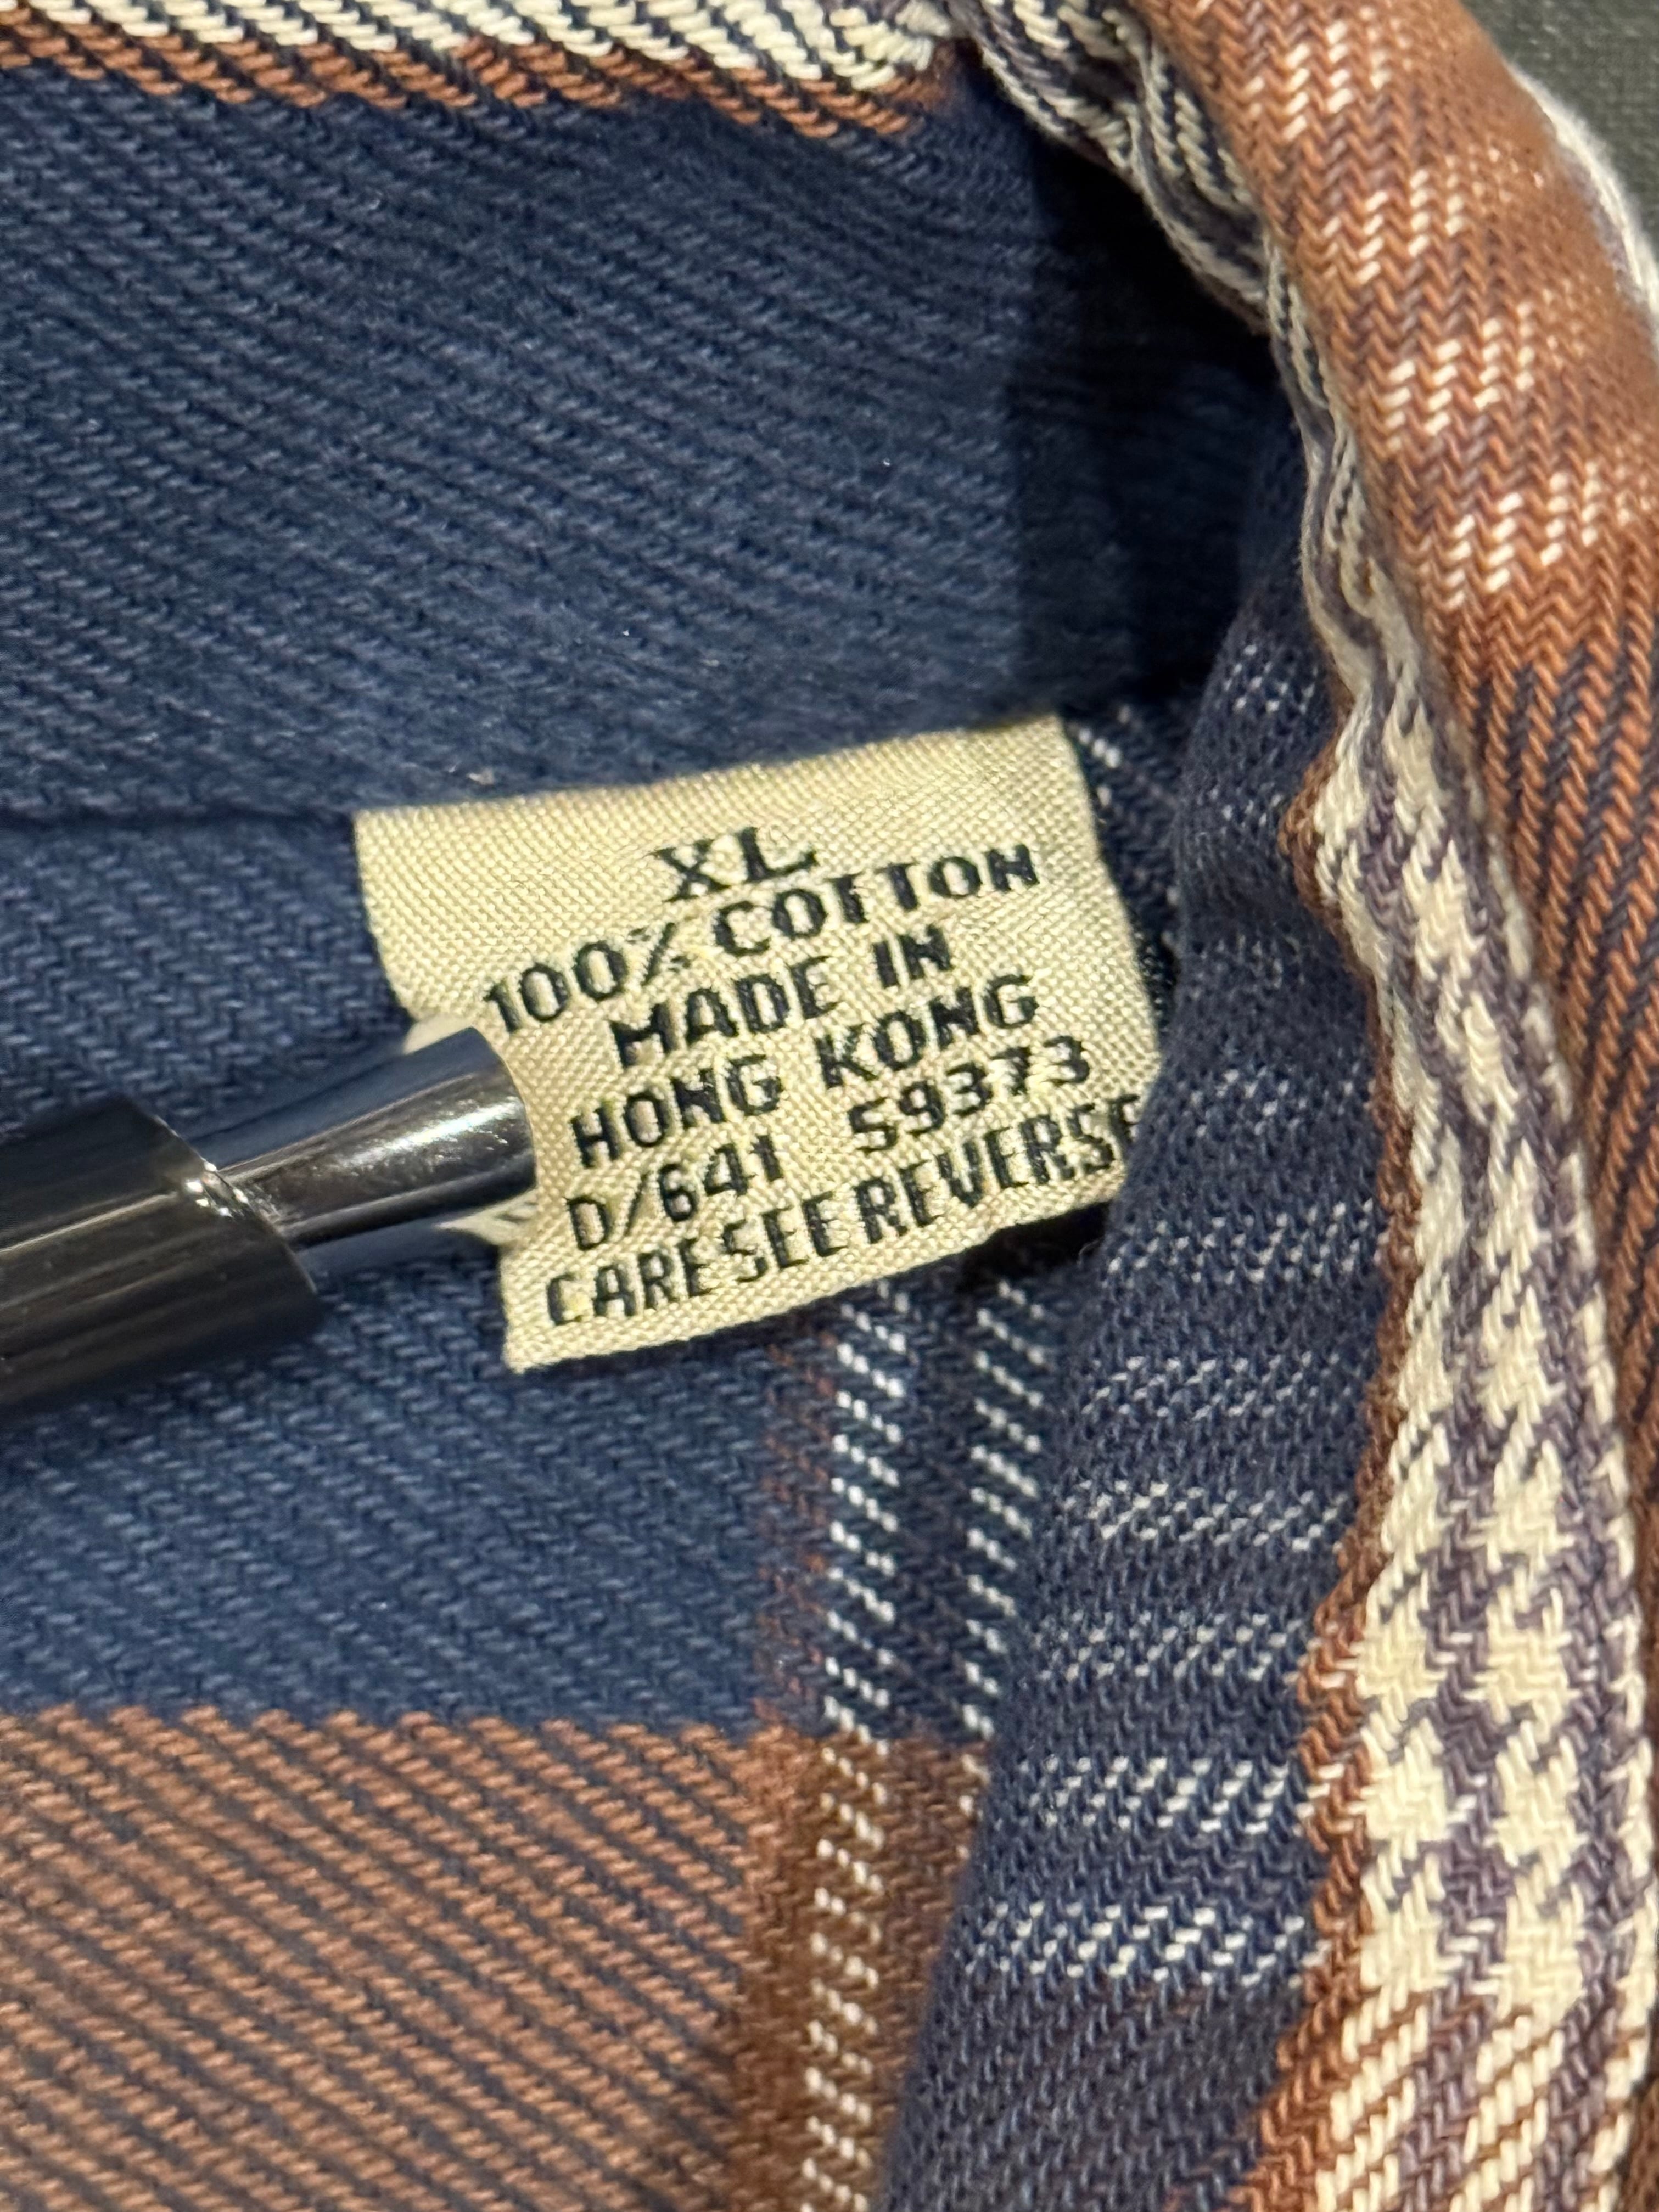 XL
100% COTTON
MADE IN
HONG KONG
D/641 59373
CARE SEE REVERSE